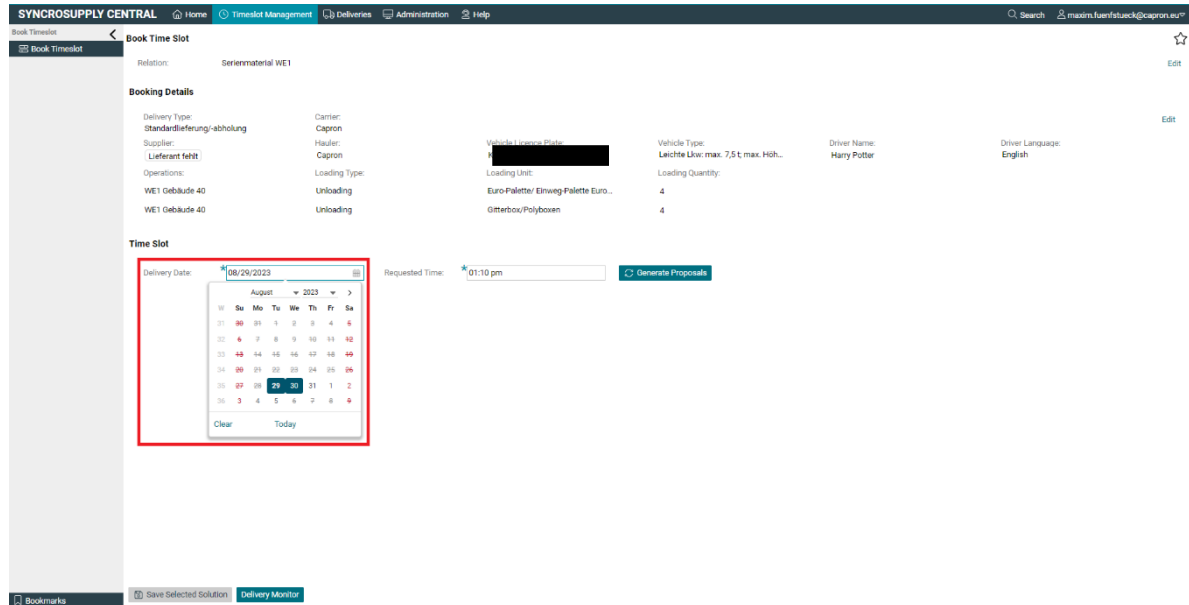 SYNCROSUPPLY CENTRAL Home Timeslot Management Deliveries Administration Help Search maxim.fuenfstueck@capron.eu
Book Timeslot
Book Timeslot
Book Time Slot
Relation: Serienmaterial WE1 Edit
Booking Details
Edit
Delivery Type: Carrier:
Standardlieferung/-abholung Capron
Supplier: Hauler: Vehicle Licence Plate: Vehicle Type: Driver Name: Driver Language:
Lieferant fehlt Capron K Leichte Lkw: max. 7,5 t; max. Höh... Harry Potter English
Operations: Loading Type: Loading Unit: Loading Quantity:
WE1 Gebäude 40 Unloading Euro-Palette/ Einweg-Palette Euro... 4
WE1 Gebäude 40 Unloading Gitterbox/Polyboxen 4
Time Slot
Delivery Date: *08/29/2023 Requested Time: *01:10 pm Generate Proposals
August 2023 >
W Su Mo Tu We Th Fr Sa
31 30 31 1 2 3 4 5
32 6 7 8 9 10 11 12
33 13 14 15 16 17 18 19
34 20 21 22 23 24 25 26
35 27 28 29 30 31 1 2
36 3 4 5 6 7 8 9
Clear Today
Save Selected Solution Delivery Monitor
Bookmarks